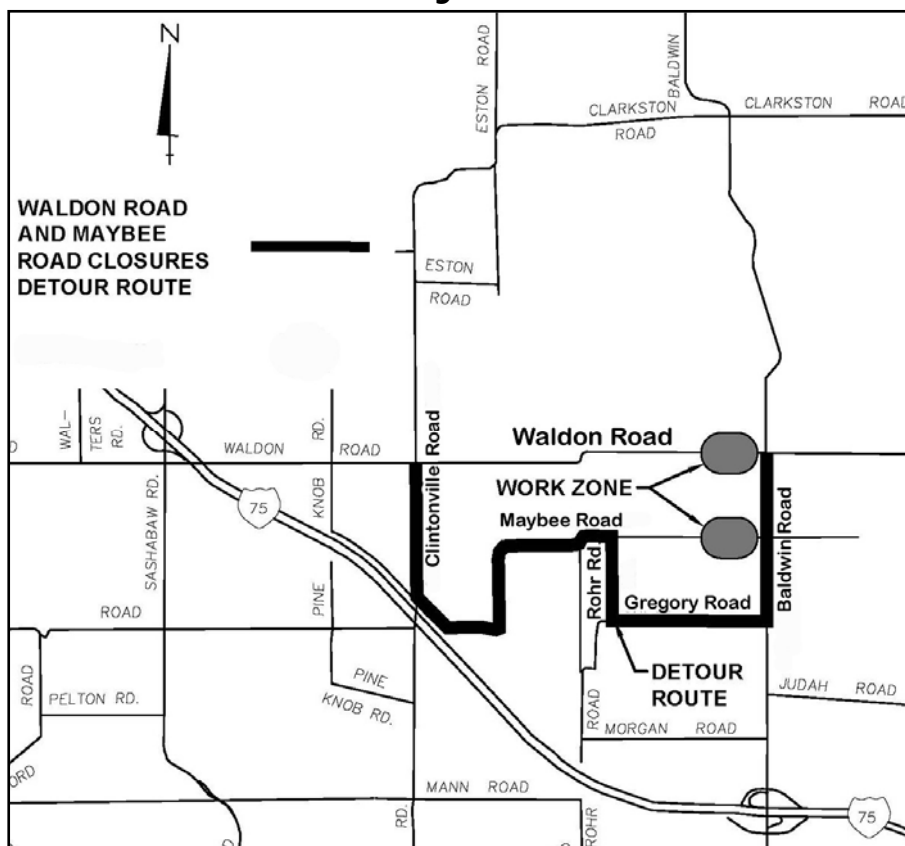 N
ESTON ROAD
BALDWIN
CLARKSTON
ROAD
CLARKSTON ROAD
WALDON ROAD
AND MAYBEE
ROAD CLOSURES
DETOUR ROUTE
ESTON
ROAD
WAL-
TERS
RD.
SASHABAW RD.
WALDON ROAD
75
PINE KNOB RD.
Clintonville Road
Waldon Road
WORK ZONE
Maybee Road
Rohr Rd.
Gregory Road
Baldwin Road
ROAD
ROAD
PELTON RD.
PINE
KNOB RD.
DETOUR
ROUTE
JUDAH ROAD
ROAD
MORGAN ROAD
MANN ROAD
RD.
ROHR
75